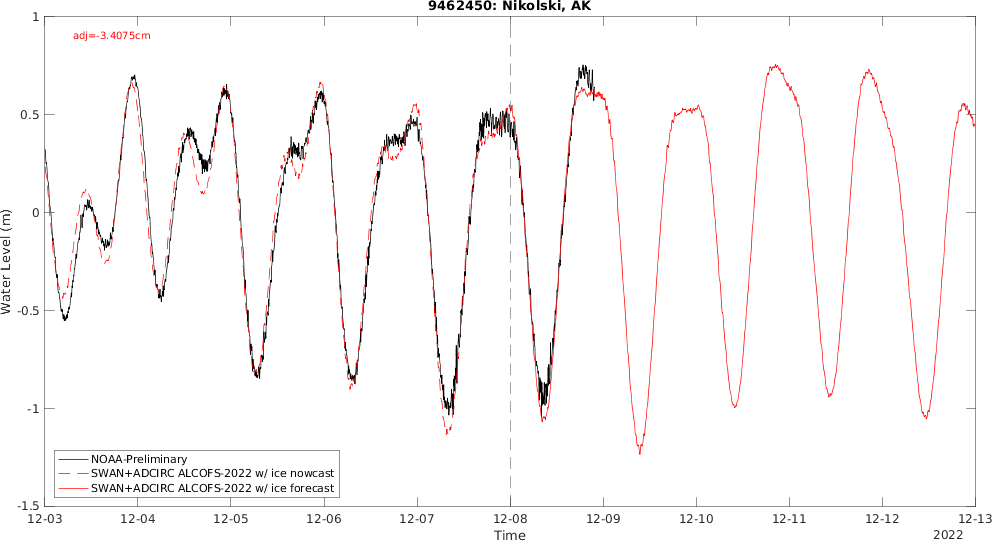 9462450: Nikolski, AK
adj=-3.4075cm
1
0.5
0
-0.5
-1
-1.5
Water Level (m)
NOAA-Preliminary
SWAN+ADCIRC ALCOFS-2022 w/ ice nowcast
SWAN+ADCIRC ALCOFS-2022 w/ ice forecast
12-03 12-04 12-05 12-06 12-07 12-08 12-09 12-10 12-11 12-12 12-13
Time
2022